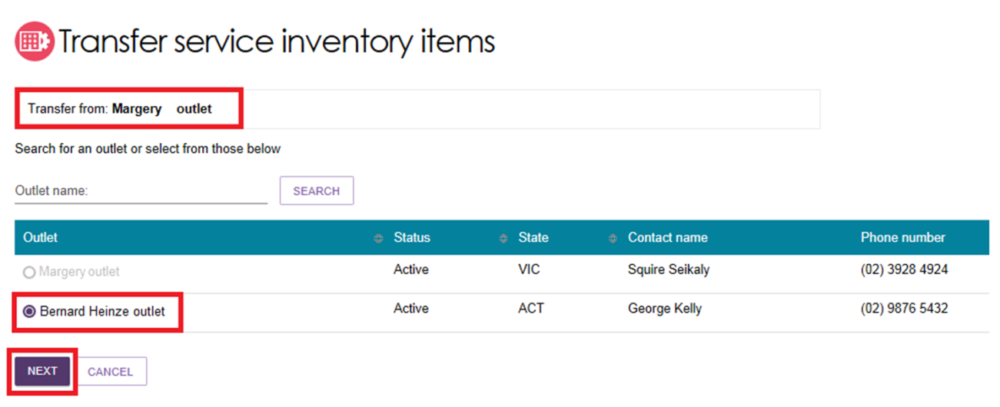 Transfer service inventory items
Transfer from: Margery outlet
Search for an outlet or select from those below
Outlet name: SEARCH
Outlet Status State Contact name Phone number
Margery outlet Active VIC Squire Seikaly (02) 3928 4924
Bernard Heinze outlet Active ACT George Kelly (02) 9876 5432
NEXT CANCEL